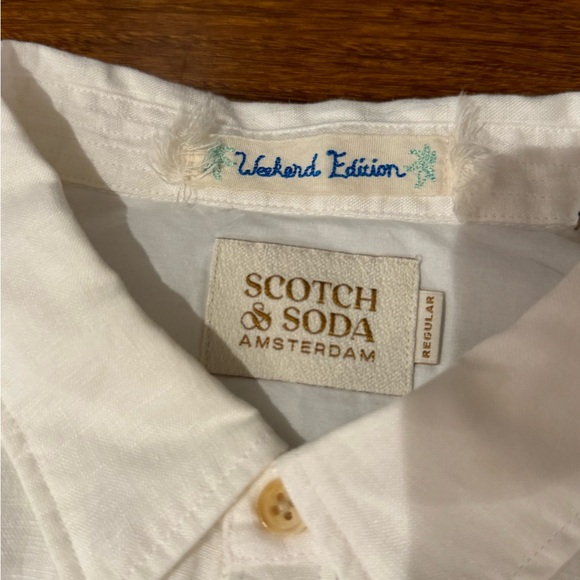 Weekend Edition
SCOTCH
& SODA
AMSTERDAM
REGULAR